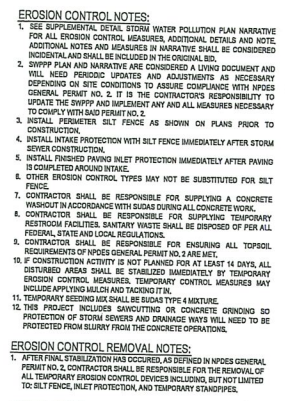 EROSION CONTROL NOTES:
1. SEE SUPPLEMENTAL DETAIL STORM WATER POLLUTION PLAN NARRATIVE
FOR ALL EROSION CONTROL MEASURES, ADDITIONAL DETAILS AND NOTE,
ADDITIONAL NOTES AND MEASURES IN NARRATIVE SHALL BE CONSIDERED
INCIDENTAL AND SHALL BE INCLUDED IN THE ORIGINAL BID.
2. SWPPP PLAN AND NARRATIVE ARE CONSIDERED A LIVING DOCUMENT AND
WILL NEED PERIODIC UPDATES AND ADJUSTMENTS AS NECESSARY
DEPENDING ON SITE CONDITIONS TO ASSURE COMPLIANCE WITH NPDES
GENERAL PERMIT NO. 2. IT IS THE CONTRACTOR'S RESPONSIBILITY TO
UPDATE THE SWPPP AND IMPLEMENT ANY AND ALL MEASURES NECESSARY
TO COMPLY WITH SAID PERMIT NO. 2.
3. INSTALL PERIMETER SILT FENCE AS SHOWN ON PLANS PRIOR TO
CONSTRUCTION.
4. INSTALL INTAKE PROTECTION WITH SILT FENCE IMMEDIATELY AFTER STORM
SEWER CONSTRUCTION.
5. INSTALL FINISHED PAVING INLET PROTECTION IMMEDIATELY AFTER PAVING
IS COMPLETED AROUND INTAKE.
6. OTHER EROSION CONTROL TYPES MAY NOT BE SUBSTITUTED FOR SILT
FENCE.
7. CONTRACTOR SHALL BE RESPONSIBLE FOR SUPPLYING A CONCRETE
WASHOUT IN ACCORDANCE WITH SUDAS DURING ALL CONCRETE WORK.
8. CONTRACTOR SHALL BE RESPONSIBLE FOR SUPPLYING TEMPORARY
RESTROOM FACILITIES. SANITARY WASTE SHALL BE DISPOSED OF PER ALL
FEDERAL, STATE AND LOCAL REGULATIONS.
9. CONTRACTOR SHALL BE RESPONSIBLE FOR ENSURING ALL TOPSOIL
REQUIREMENTS OF NPDES GENERAL PERMIT NO. 2 ARE MET.
10. IF CONSTRUCTION ACTIVITY IS NOT PLANNED FOR AT LEAST 14 DAYS, ALL
DISTURBED AREAS SHALL BE STABILIZED IMMEDIATELY BY TEMPORARY
EROSION CONTROL MEASURES, TEMPORARY CONTROL MEASURES MAY
INCLUDE APPLYING MULCH AND TACKING IT IN.
11. TEMPORARY SEEDING MIX SHALL BE SUDAS TYPE 4 MIXTURE.
12. THIS PROJECT INCLUDES SAWCUTTING OR CONCRETE GRINDING SO
PROTECTION OF STORM SEWERS AND DRAINAGE WAYS WILL NEED TO BE
PROTECTED FROM SLURRY FROM THE CONCRETE OPERATIONS.
EROSION CONTROL REMOVAL NOTES:
1. AFTER FINAL STABILIZATION HAS OCCURED, AS DEFINED IN NPDES GENERAL
PERMIT NO. 2, CONTRACTOR SHALL BE RESPONSIBLE FOR THE REMOVAL OF
ALL TEMPORARY EROSION CONTROL DEVICES INCLUDING, BUT NOT LIMITED
TO: SILT FENCE, INLET PROTECTION, AND TEMPORARY STANDPIPES.